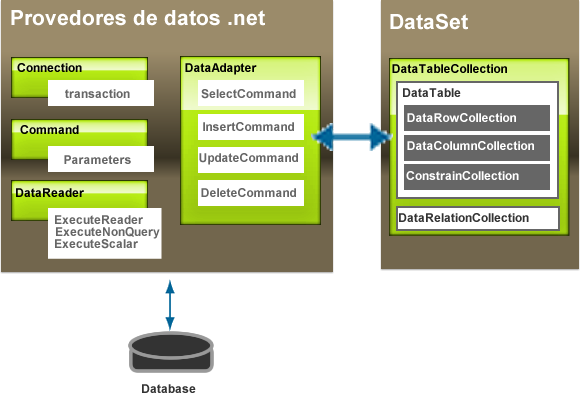 Provedores de datos .net
Connection
transaction
Command
Parameters
DataReader
ExecuteReader
ExecuteNonQuery
ExecuteScalar
DataAdapter
SelectCommand
InsertCommand
UpdateCommand
DeleteCommand
DataSet
DataTableCollection
DataTable
DataRowCollection
DataColumnCollection
ConstrainCollection
DataRelationCollection
Database